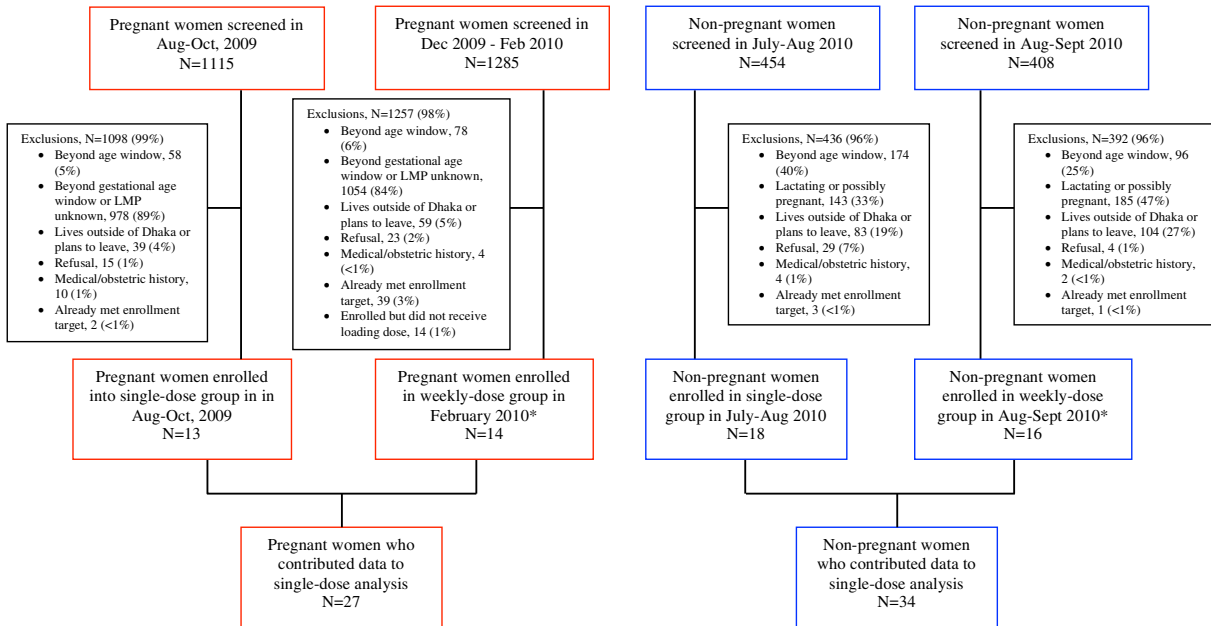 Pregnant women screened in
Aug-Oct, 2009
N=1115
Pregnant women screened in
Dec 2009 - Feb 2010
N=1285
Non-pregnant women
screened in July-Aug 2010
N=454
Non-pregnant women
screened in Aug-Sept 2010
N=408
Exclusions, N=1098 (99%)
• Beyond age window, 58
(5%)
• Beyond gestational age
window or LMP
unknown, 978 (89%)
• Lives outside of Dhaka or
plans to leave, 39 (4%)
• Refusal, 15 (1%)
• Medical/obstetric history,
10 (1%)
• Already met enrollment
target, 2 (<1%)
Exclusions, N=1257 (98%)
• Beyond age window, 78
(6%)
• Beyond gestational age
window or LMP unknown,
1054 (84%)
• Lives outside of Dhaka or
plans to leave, 59 (5%)
• Refusal, 23 (2%)
• Medical/obstetric history, 4
(<1%)
• Already met enrollment
target, 39 (3%)
• Enrolled but did not receive
loading dose, 14 (1%)
Exclusions, N=436 (96%)
• Beyond age window, 174
(40%)
• Lactating or possibly
pregnant, 143 (33%)
• Lives outside of Dhaka or
plans to leave, 83 (19%)
• Refusal, 29 (7%)
• Medical/obstetric history,
4 (1%)
• Already met enrollment
target, 3 (<1%)
Exclusions, N=392 (96%)
• Beyond age window, 96
(25%)
• Lactating or possibly
pregnant, 185 (47%)
• Lives outside of Dhaka or
plans to leave, 104 (27%)
• Refusal, 4 (1%)
• Medical/obstetric history,
2 (<1%)
• Already met enrollment
target, 1 (<1%)
Pregnant women enrolled
into single-dose group in in
Aug-Oct, 2009
N=13
Pregnant women enrolled
in weekly-dose group in
February 2010*
N=14
Non-pregnant women
enrolled in single-dose
group in July-Aug 2010
N=18
Non-pregnant women
enrolled in weekly-dose
group in Aug-Sept 2010*
N=16
Pregnant women who
contributed data to
single-dose analysis
N=27
Non-pregnant women
who contributed data to
single-dose analysis
N=34